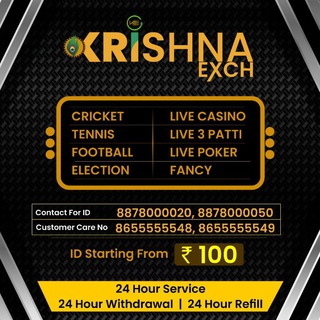 KRISHNA
EXCH
CRICKET
TENNIS
FOOTBALL
ELECTION
LIVE CASINO
LIVE 3 PATTI
LIVE POKER
FANCY
Contact For ID 8878000020, 8878000050
Customer Care No 8655555548, 8655555549
ID Starting From ₹ 100
24 Hour Service
24 Hour Withdrawal | 24 Hour Refill